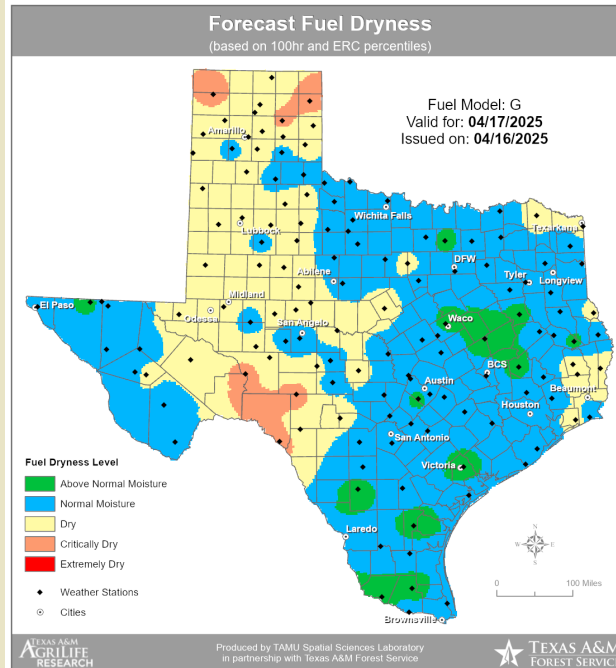 Forecast Fuel Dryness
(based on 100hr and ERC percentiles)
Fuel Model: G
Valid for: 04/17/2025
Issued on: 04/16/2025
Amarillo
Wichita Falls
Texarkana
Lubbock
DFW
Abilene
Tyler
Longview
El Paso
Midland
Odessa
Waco
San Angelo
BCS
Austin
Beaumont
Houston
San Antonio
Victoria
Laredo
Brownsville
Fuel Dryness Level
Above Normal Moisture
Normal Moisture
Dry
Critically Dry
Extremely Dry
Weather Stations
Cities
N
W
E
S
0 100 Miles
TEXAS A&M
AGRILIFE
RESEARCH
Produced by TAMU Spatial Sciences Laboratory
in partnership with Texas A&M Forest Service
TEXAS A&M
FOREST SERVICE